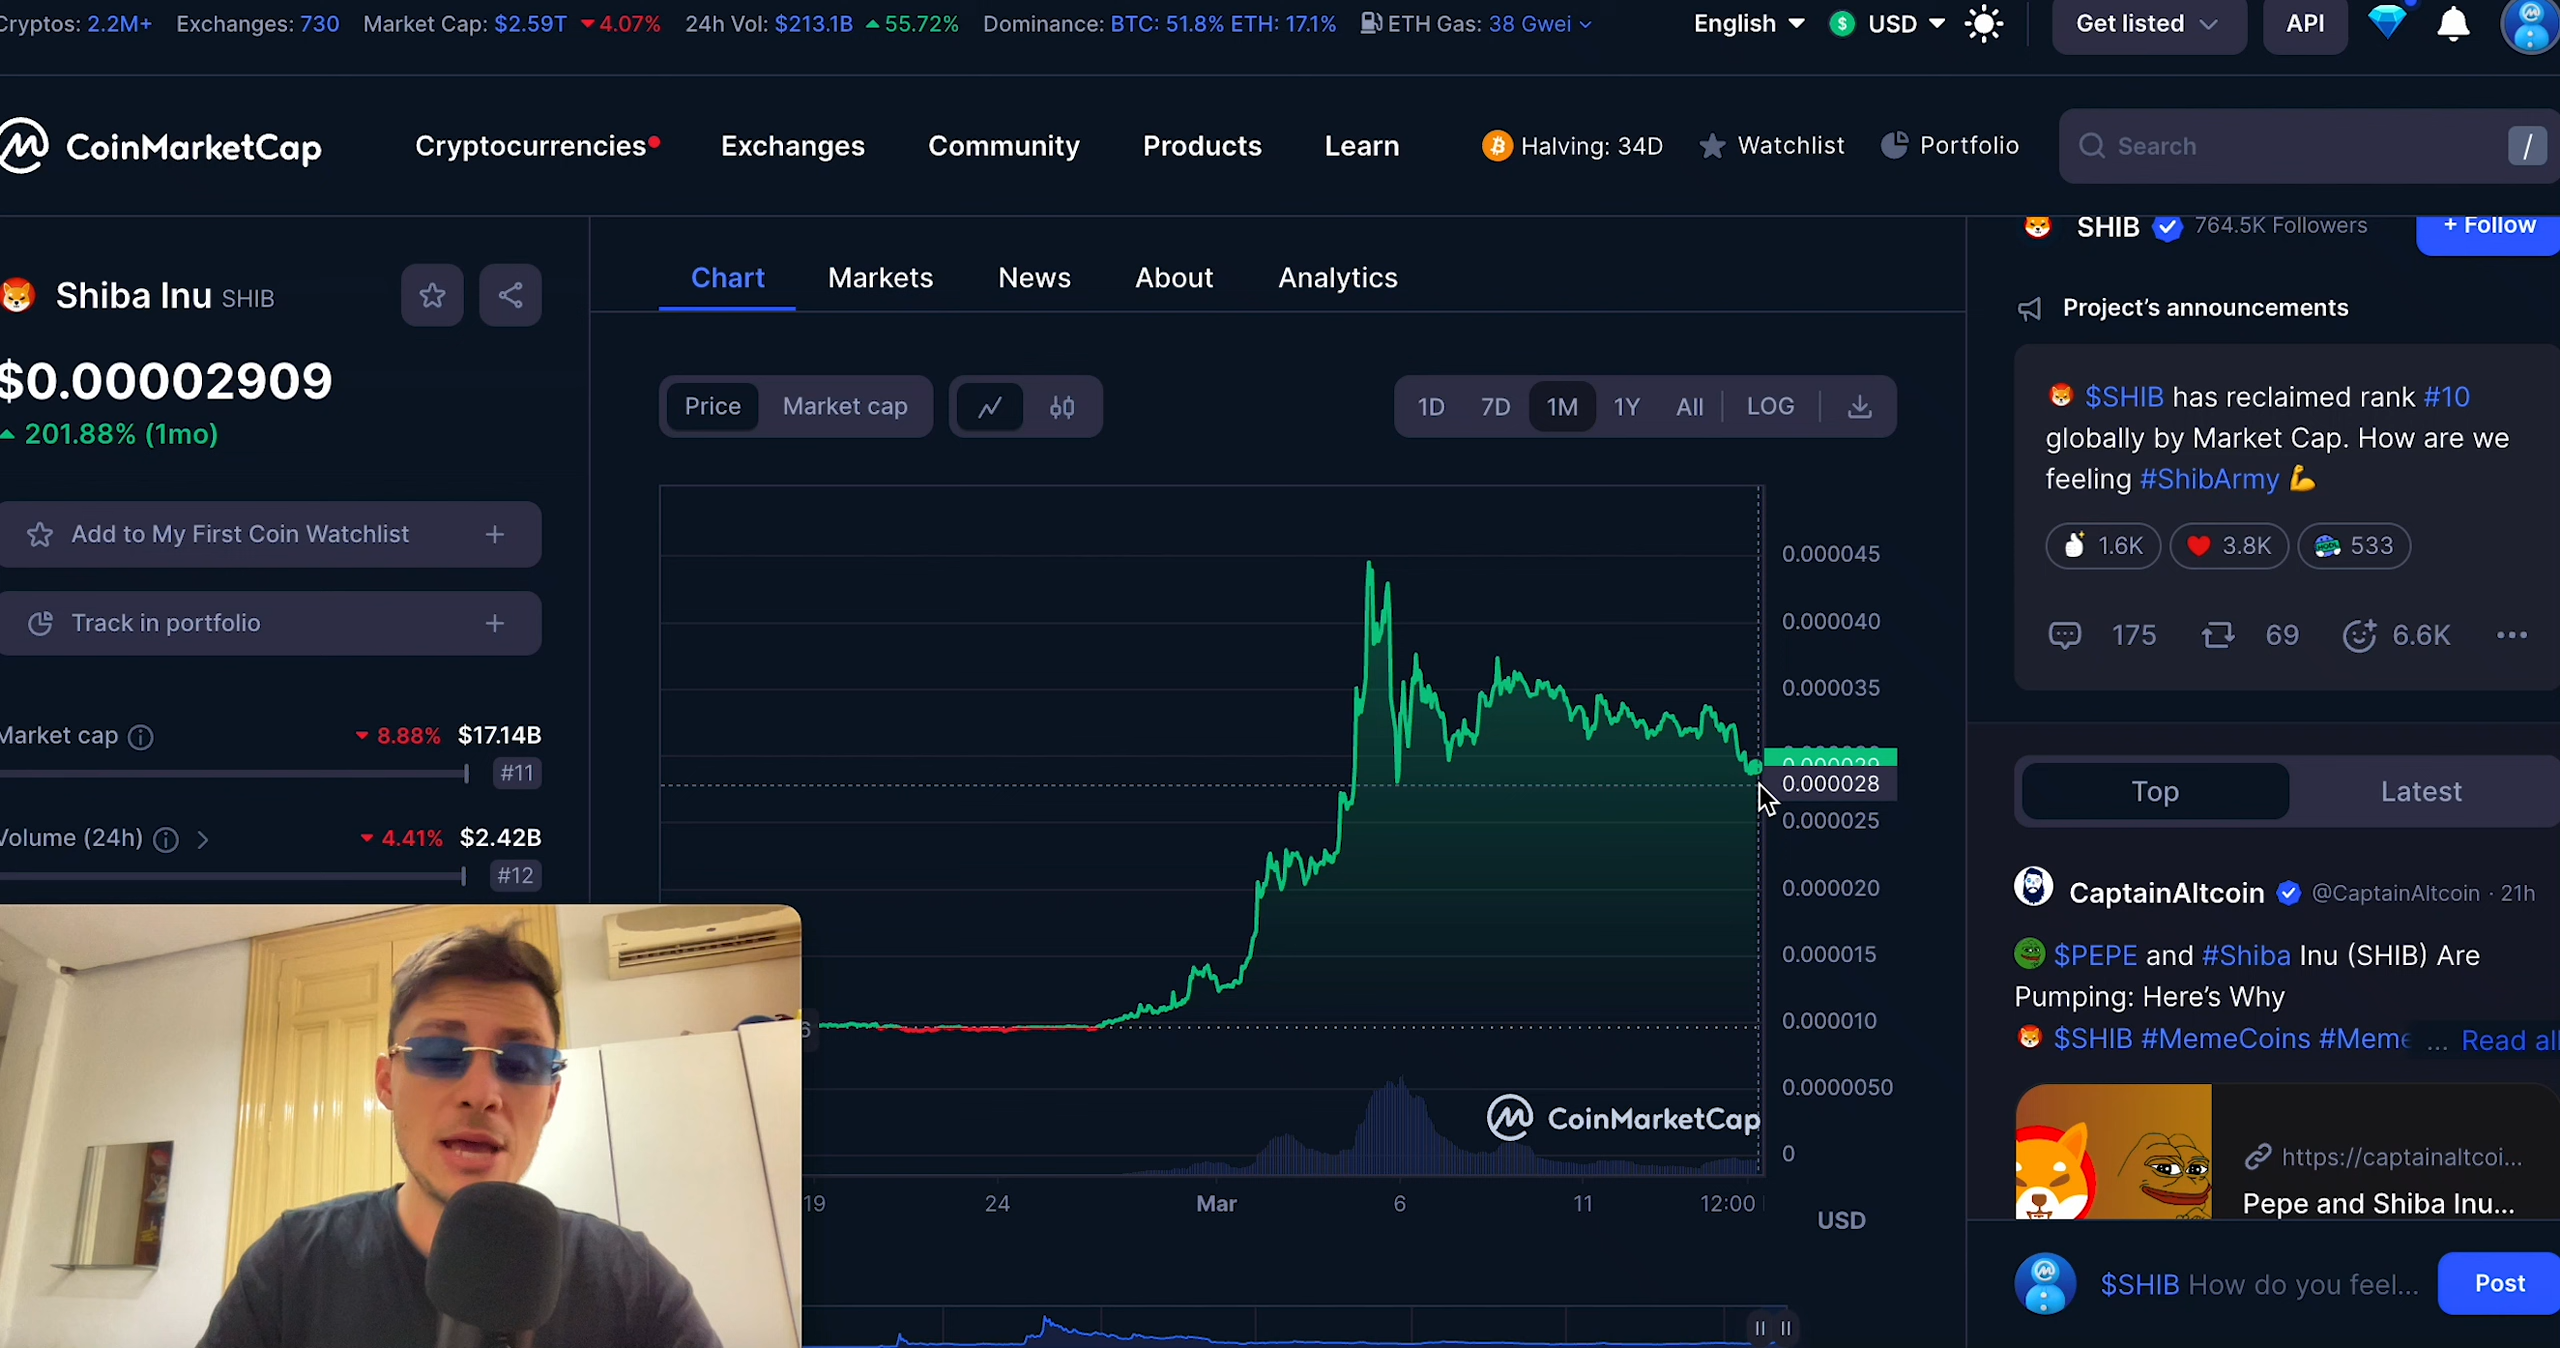 Cryptos: 2.2M+ Exchanges: 730 Market Cap: $2.59T 4.07% 24h Vol: $213.1B 55.72% Dominance: BTC: 51.8% ETH: 17.1% ETH Gas: 38 Gwei English $ USD Get listed API
CoinMarketCap Cryptocurrencies Exchanges Community Products Learn Halving: 34D Watchlist Portfolio Search /
Shiba Inu SHIB
$0.00002909
201.88% (1mo)
Add to My First Coin Watchlist +
Track in portfolio +
Market cap 8.88% $17.14B
#11
Volume (24h) 4.41% $2.42B
#12
Chart Markets News About Analytics
Price Market cap 1D 7D 1M 1Y All LOG
0.000045
0.000040
0.000035
0.000029
0.000028
0.000025
0.000020
0.000015
0.000010
0.0000050
0
6
CoinMarketCap
19 24 Mar 6 11 12:00
USD
SHIB 764.5K Followers + Follow
Project's announcements
$SHIB has reclaimed rank #10
globally by Market Cap. How are we
feeling #ShibArmy
1.6K 3.8K 533
175 69 6.6K
Top Latest
CaptainAltcoin @CaptainAltcoin · 21h
$PEPE and #Shiba Inu (SHIB) Are
Pumping: Here's Why
$SHIB #MemeCoins #Meme ... Read all
https://captainaltcoi...
Pepe and Shiba Inu...
$SHIB How do you feel... Post